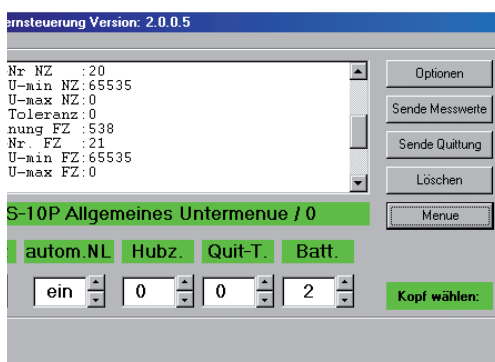 ernsteuerung Version: 2.0.0.5
Nr NZ :20
U-min NZ:65535
U-max NZ:0
Toleranz:0
nung FZ :538
Nr. FZ :21
U-min FZ:65535
U-max FZ:0
Optionen
Sende Messwerte
Sende Quittung
Löschen
Menue
S-10P Allgemeines Untermenue / 0
autom.NL Hubz. Quit-T. Batt.
ein 0 0 2
Kopf wählen: